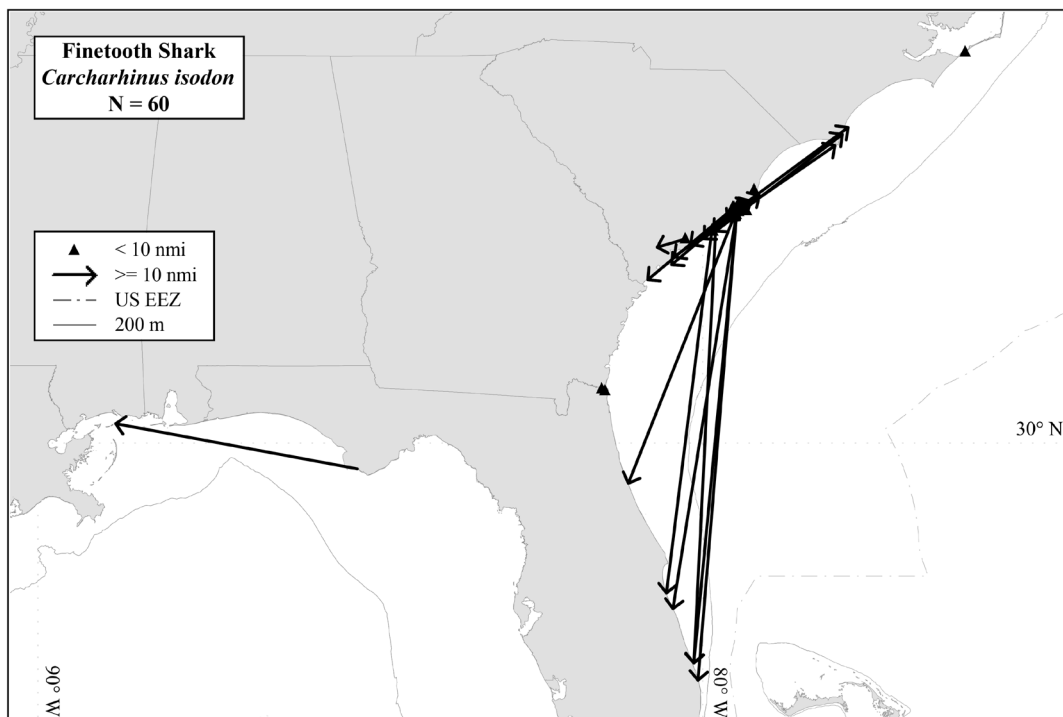 Finetooth Shark
Carcharhinus isodon
N = 60
< 10 nmi
>= 10 nmi
US EEZ
200 m
30° N
90° W
80° W